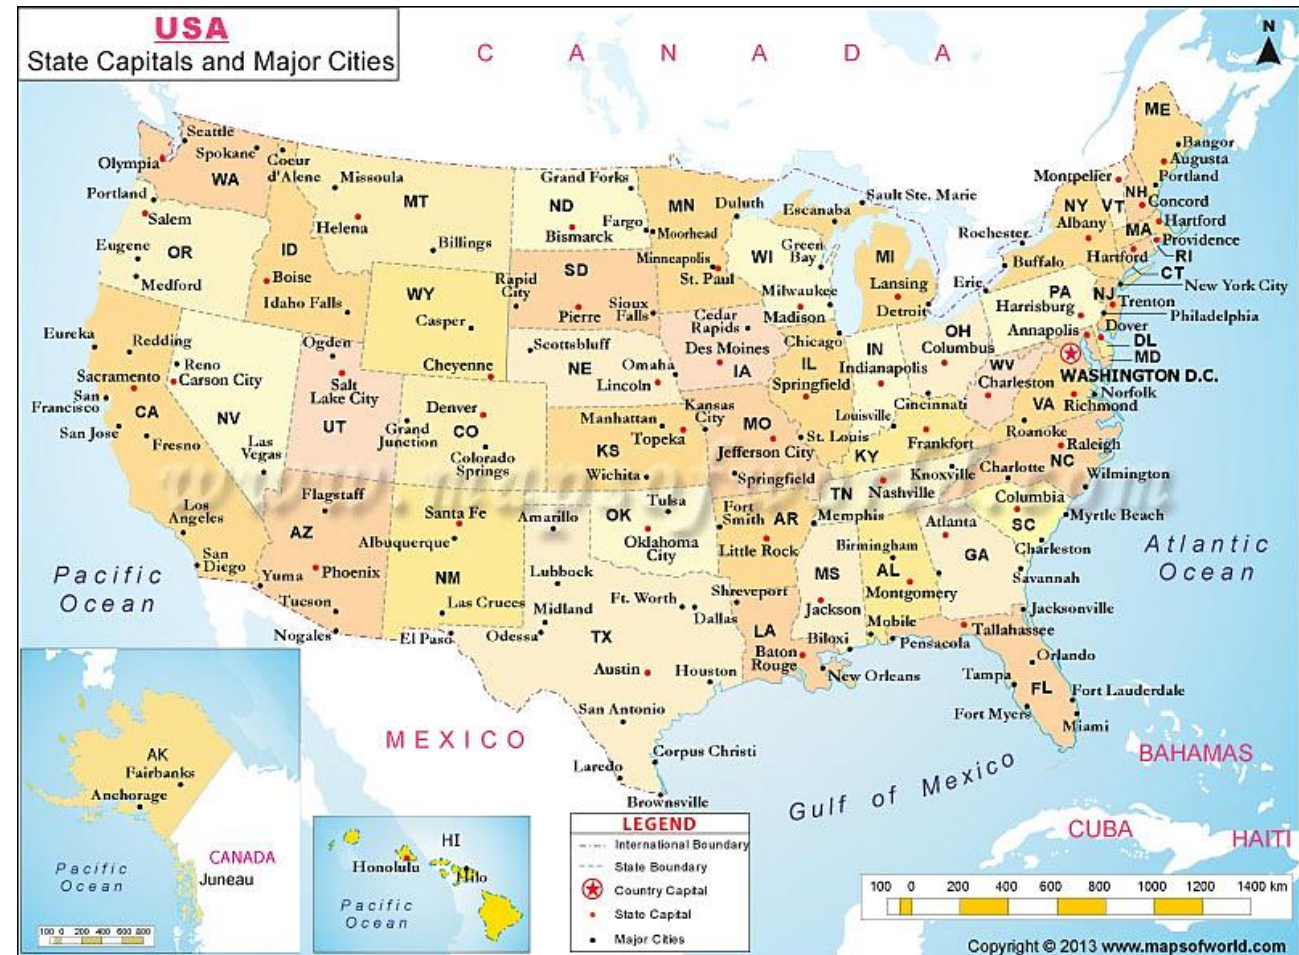 USA
State Capitals and Major Cities
CANADA
N
ME
Bangor
Augusta
Portland
Montpelier
NH
VT
Concord
NY
Albany
Hartford
MA
Providence
Hartford
RI
CT
Rochester
Buffalo
New York City
Erie
PA
Harrisburg
NJ
Trenton
Philadelphia
Annapolis
Dover
DL
MD
WASHINGTON D.C.
Seattle
Olympia
Spokane
WA
Coeur
d'Alene
Portland
Salem
Eugene
OR
Medford
Missoula
MT
Helena
Billings
ID
Boise
Idaho Falls
Grand Forks
ND
Fargo
Bismarck
MN
Moorhead
Duluth
Minneapolis
St. Paul
Sault Ste. Marie
Escanaba
WI
Green
Bay
Milwaukee
Madison
MI
Lansing
Detroit
WY
Casper
Cheyenne
SD
Rapid
City
Pierre
Sioux
Falls
Cedar
Rapids
Des Moines
IA
Chicago
IL
Springfield
IN
Indianapolis
OH
Columbus
Cincinnati
WV
Charleston
VA
Norfolk
Richmond
Roanoke
Eureka
Redding
Reno
Sacramento
Carson City
San
Francisco
CA
San Jose
Fresno
NV
Las
Vegas
Los
Angeles
San
Diego
Ogden
Salt
Lake City
UT
Scottsbluff
NE
Omaha
Lincoln
Denver
Grand
Junction
CO
Colorado
Springs
Manhattan
Kansas
City
Topeka
KS
Wichita
MO
Jefferson City
St. Louis
Springfield
Louisville
Frankfort
KY
Knoxville
TN
Nashville
Memphis
Raleigh
Charlotte
NC
Wilmington
Columbia
SC
Myrtle Beach
Charleston
www.mapsofworld.com
Flagstaff
AZ
Phoenix
Yuma
Tucson
Nogales
Santa Fe
Albuquerque
NM
Las Cruces
El Paso
Amarillo
OK
Tulsa
Oklahoma
City
Fort
Smith
AR
Little Rock
Lubbock
Midland
Odessa
Ft. Worth
Dallas
TX
Austin
Houston
San Antonio
Corpus Christi
Laredo
Brownsville
Shreveport
LA
Baton
Rouge
New Orleans
MS
Jackson
Biloxi
Birmingham
AL
Montgomery
Mobile
Atlanta
GA
Savannah
Jacksonville
Pensacola
Tallahassee
Orlando
Tampa
FL
Fort Lauderdale
Fort Myers
Miami
Pacific
Ocean
Atlantic
Ocean
MEXICO
Gulf of Mexico
BAHAMAS
CUBA
HAITI
AK
Fairbanks
Anchorage
CANADA
Juneau
Pacific
Ocean
100 0 200 400 600 800
HI
Honolulu
Hilo
Pacific
Ocean
LEGEND
International Boundary
State Boundary
Country Capital
State Capital
Major Cities
100 0 200 400 600 800 1000 1200 1400 km
Copyright © 2013 www.mapsofworld.com